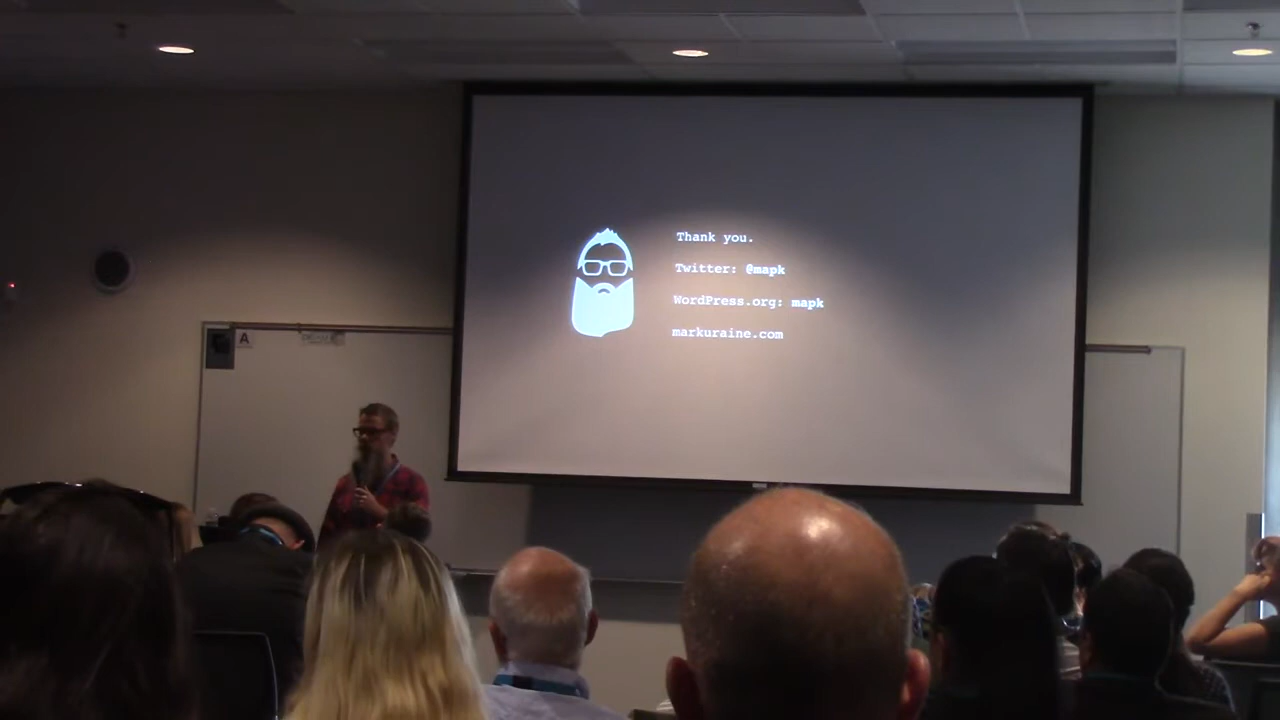 Thank you.
Twitter: @mapk
WordPress.org: mapk
markuraine.com
A